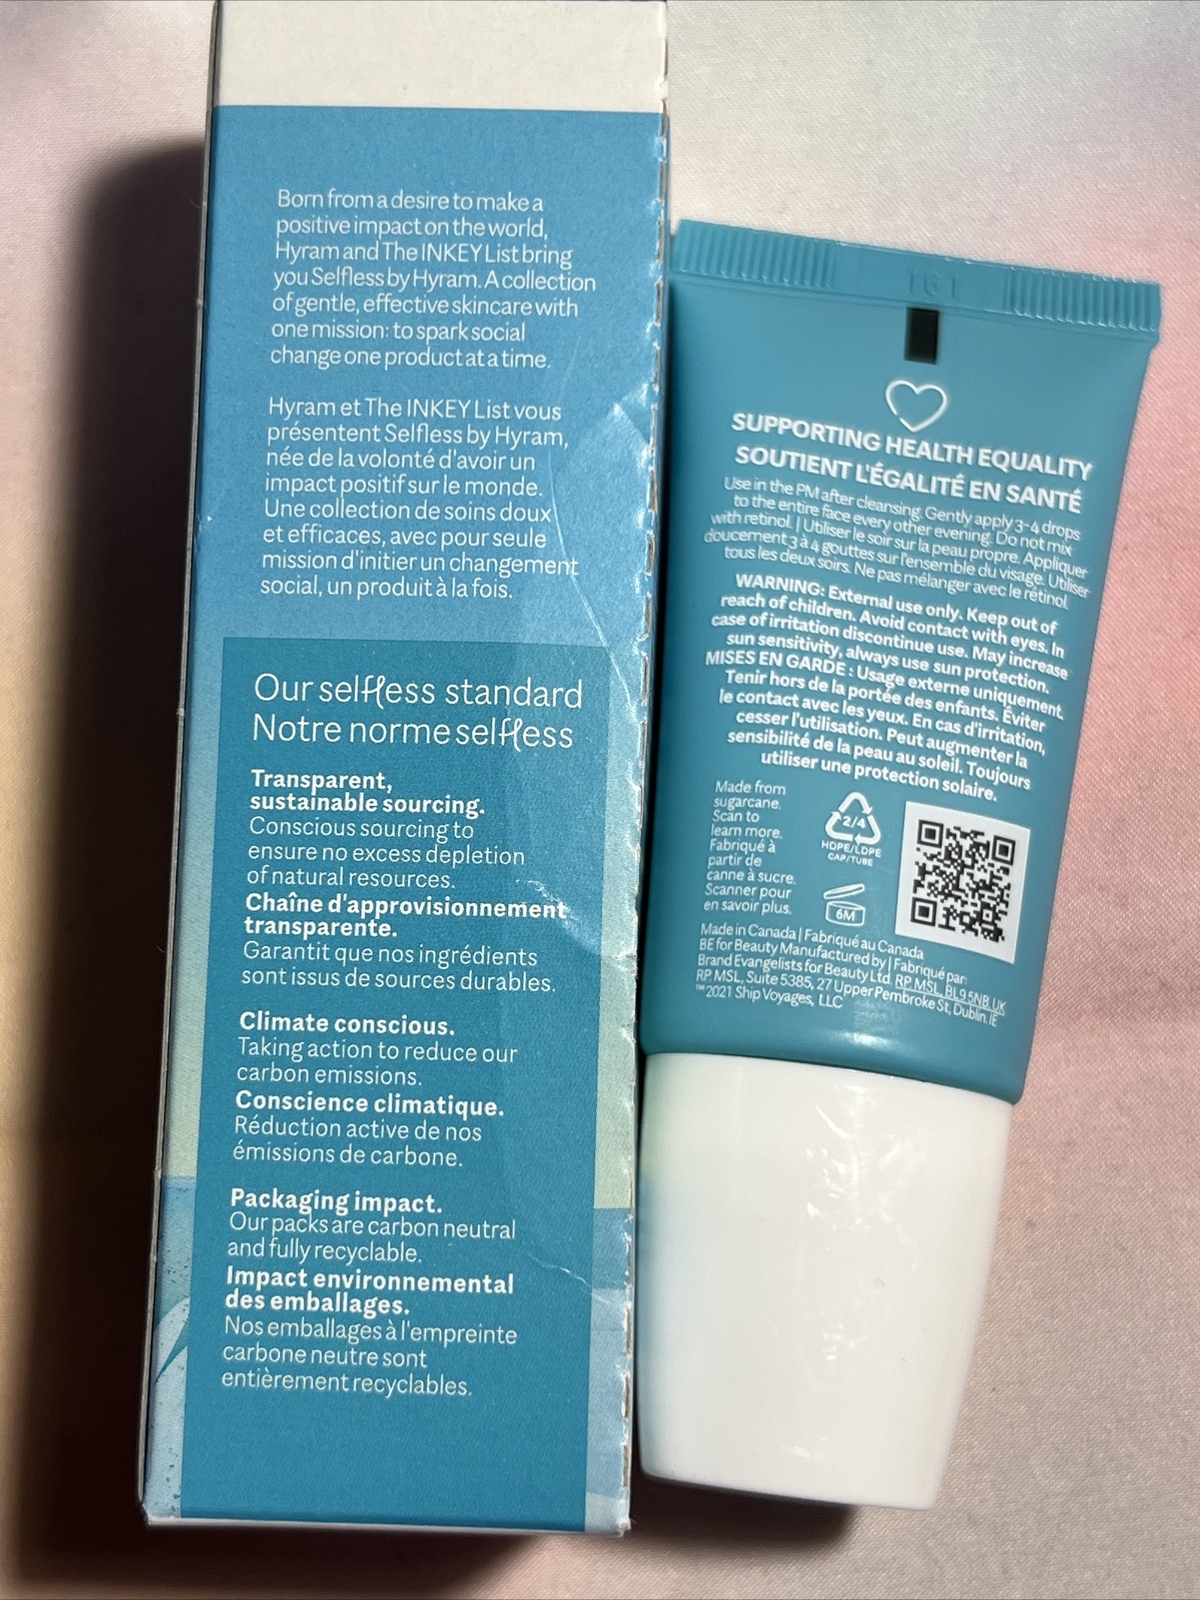 Born from a desire to make a
positive impact on the world,
Hyram and The INKEY List bring
you Selfless by Hyram. A collection
of gentle, effective skincare with
one mission: to spark social
change one product at a time.
Hyram et The INKEY List vous
présentent Selfless by Hyram,
née de la volonté d'avoir un
impact positif sur le monde.
Une collection de soins doux
et efficaces, avec pour seule
mission d'initier un changement
social, un produit à la fois.
Our selfless standard
Notre norme selfless
Transparent,
sustainable sourcing.
Conscious sourcing to
ensure no excess depletion
of natural resources.
Chaîne d'approvisionnement
transparente.
Garantit que nos ingrédients
sont issus de sources durables.
Climate conscious.
Taking action to reduce our
carbon emissions.
Conscience climatique.
Réduction active de nos
émissions de carbone.
Packaging impact.
Our packs are carbon neutral
and fully recyclable.
Impact environnemental
des emballages.
Nos emballages à l'empreinte
carbone neutre sont
entièrement recyclables.
161
SUPPORTING HEALTH EQUALITY
SOUTIENT L'ÉGALITÉ EN SANTÉ
Use in the PM after cleansing. Gently apply 3-4 drops
to the entire face every other evening. Do not mix
with retinol. | Utiliser le soir sur la peau propre. Appliquer
doucement 3 à 4 gouttes sur l'ensemble du visage. Utiliser
tous les deux soirs. Ne pas mélanger avec le rétinol.
WARNING: External use only. Keep out of
reach of children. Avoid contact with eyes. In
case of irritation discontinue use. May increase
sun sensitivity, always use sun protection.
MISES EN GARDE : Usage externe uniquement.
Tenir hors de la portée des enfants. Éviter
le contact avec les yeux. En cas d'irritation,
cesser l'utilisation. Peut augmenter la
sensibilité de la peau au soleil. Toujours
utiliser une protection solaire.
Made from
sugarcane.
Scan to
learn more.
Fabriqué à
partir de
canne à sucre.
Scanner pour
en savoir plus.
2/4
HDPE/LDPE
CAP/TUBE
6M
Made in Canada | Fabriqué au Canada
BE for Beauty Manufactured by | Fabriqué par:
Brand Evangelists for Beauty Ltd. RP. MSL, BL9 5NB, UK
RP. MSL, Suite 5385, 27 Upper Pembroke St, Dublin, IE
™2021 Ship Voyages, LLC